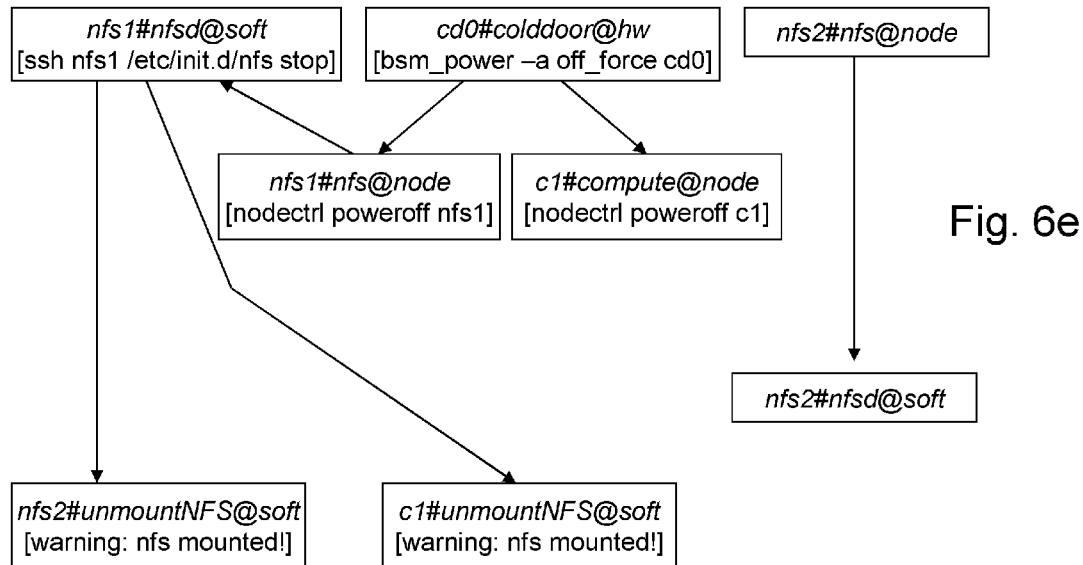 nfs1#nfsd@soft
[ssh nfs1 /etc/init.d/nfs stop]
cd0#colddoor@hw
[bsm_power –a off_force cd0]
nfs2#nfs@node
nfs1#nfs@node
[nodectrl poweroff nfs1]
c1#compute@node
[nodectrl poweroff c1]
Fig. 6e
nfs2#nfsd@soft
nfs2#unmountNFS@soft
[warning: nfs mounted!]
c1#unmountNFS@soft
[warning: nfs mounted!]